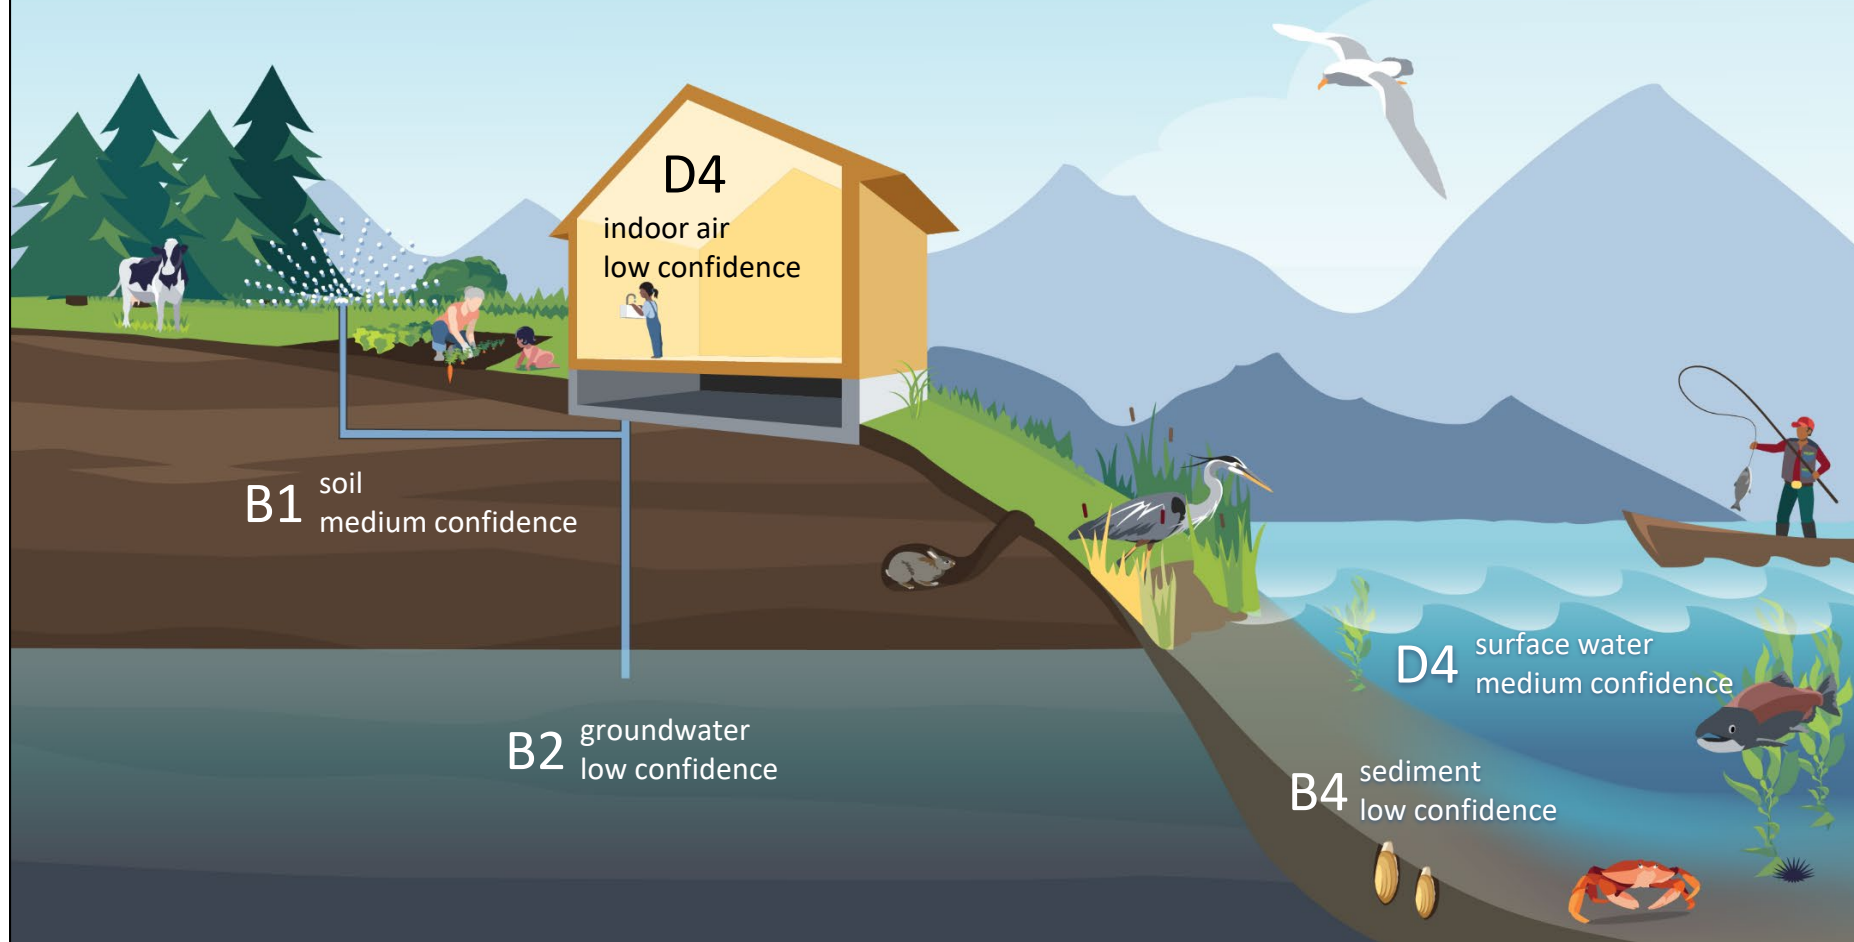 D4
indoor air
low confidence
B1
soil
medium confidence
D4
surface water
medium confidence
B2
groundwater
low confidence
B4
sediment
low confidence